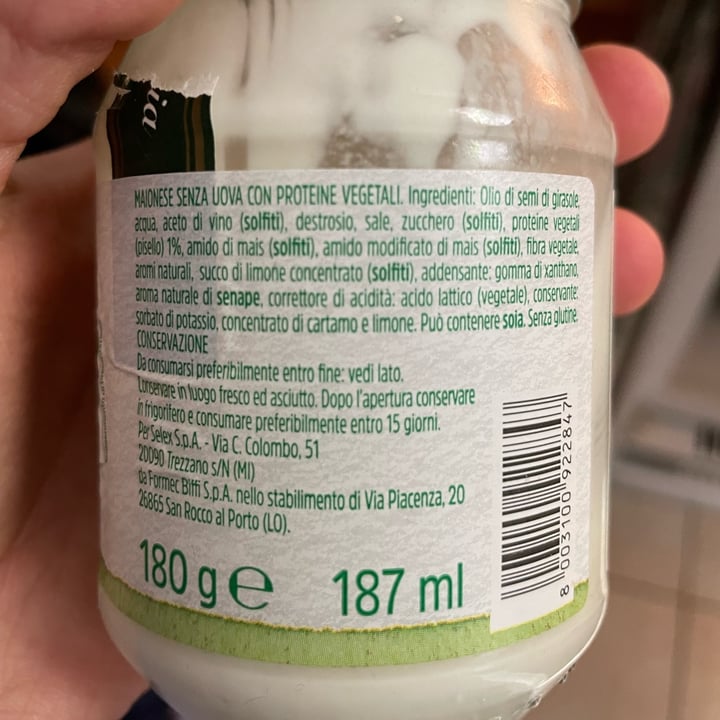 ia
MAIONESE SENZA UOVA CON PROTEINE VEGETALI. Ingredienti: Olio di semi di girasole,
acqua, aceto di vino (solfiti), destrosio, sale, zucchero (solfiti), proteine vegetali
(pisello) 1%, amido di mais (solfiti), amido modificato di mais (solfiti), fibra vegetale,
aromi naturali, succo di limone concentrato (solfiti), addensante: gomma di xanthano,
aroma naturale di senape, correttore di acidità: acido lattico (vegetale), conservante:
sorbato di potassio, concentrato di cartamo e limone. Può contenere soia. Senza glutine.
CONSERVAZIONE
Da consumarsi preferibilmente entro fine: vedi lato.
Conservare in luogo fresco ed asciutto. Dopo l'apertura conservare
in frigorifero e consumare preferibilmente entro 15 giorni.
Per Selex S.p.A. - Via C. Colombo, 51
20090 Trezzano s/N (MI)
da Formec Biffi S.p.A. nello stabilimento di Via Piacenza, 20
26865 San Rocco al Porto (LO).
180 g e 187 ml
8 003100 922847